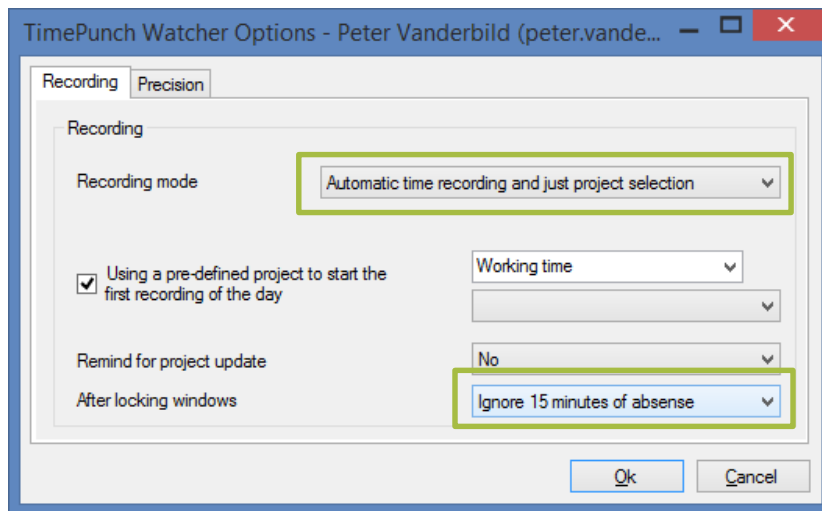 TimePunch Watcher Options - Peter Vanderbild (peter.vande...
Recording
Precision
Recording
Recording mode
Automatic time recording and just project selection
Using a pre-defined project to start the
first recording of the day
Working time
Remind for project update
No
After locking windows
Ignore 15 minutes of absense
Ok
Cancel